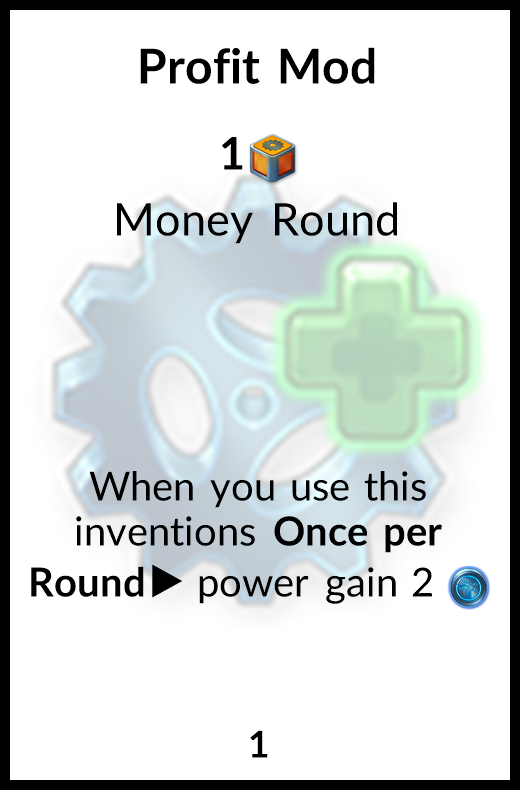 Profit Mod
1
Money Round
When you use this
inventions Once per
Round▶ power gain 2
1